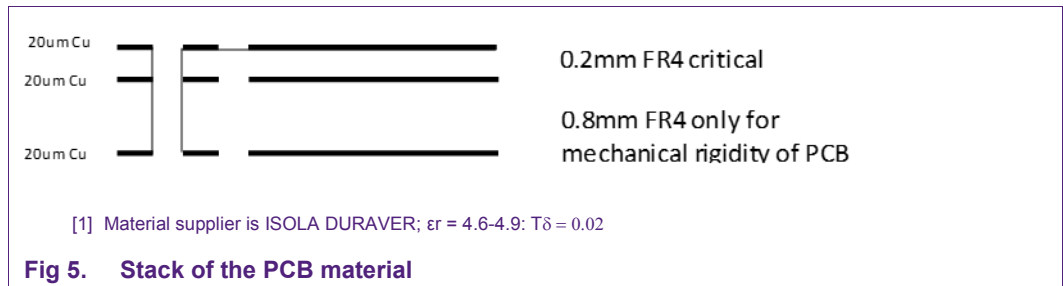 20um Cu
20um Cu
20um Cu
0.2mm FR4 critical
0.8mm FR4 only for
mechanical rigidity of PCB
[1] Material supplier is ISOLA DURAVER; εr = 4.6-4.9: Tδ = 0.02
Fig 5. Stack of the PCB material